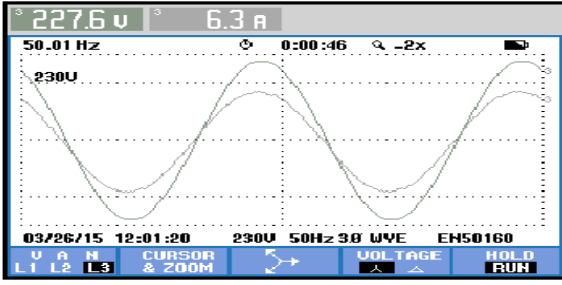 3 227.6 V 3 6.3 A
50.01 Hz 0:00:46 -2x
230V
3
3
03/26/15 12:01:20 230V 50Hz 3Ø WYE EN50160
V A N CURSOR VOLTAGE HOLD
L1 L2 L3 & ZOOM RUN